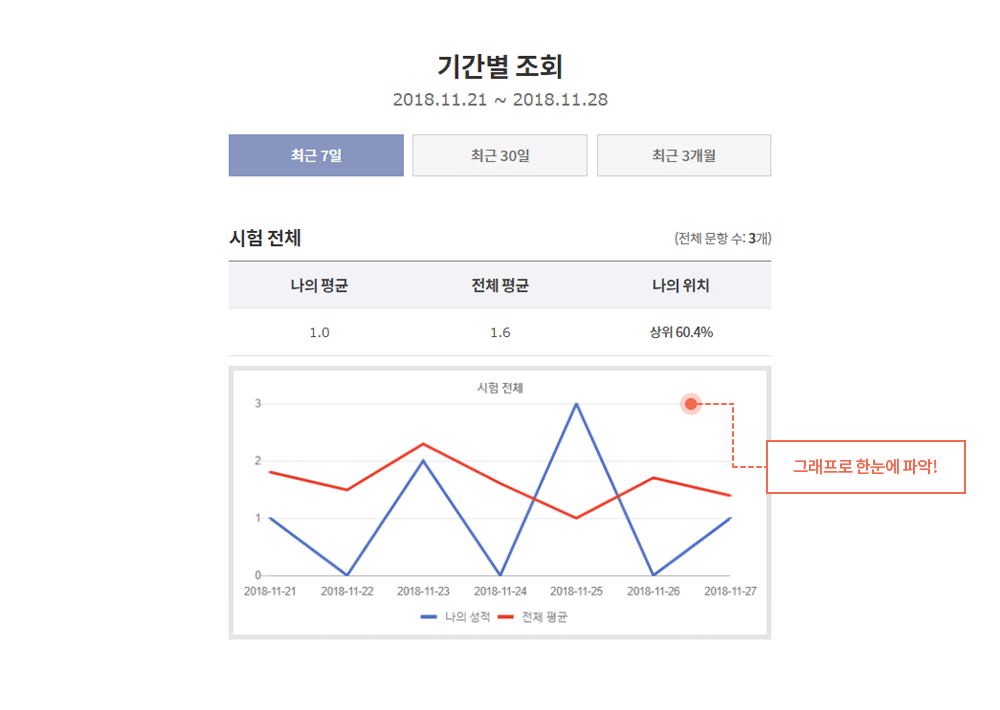 기간별 조회
2018.11.21 ~ 2018.11.28
최근 7일 최근 30일 최근 3개월
시험 전체 (전체 문항 수: 3개)
나의 평균 전체 평균 나의 위치
1.0 1.6 상위 60.4%
시험 전체
3
2
1
0
2018-11-21 2018-11-22 2018-11-23 2018-11-24 2018-11-25 2018-11-26 2018-11-27
나의 성적 전체 평균
그래프로 한눈에 파악!